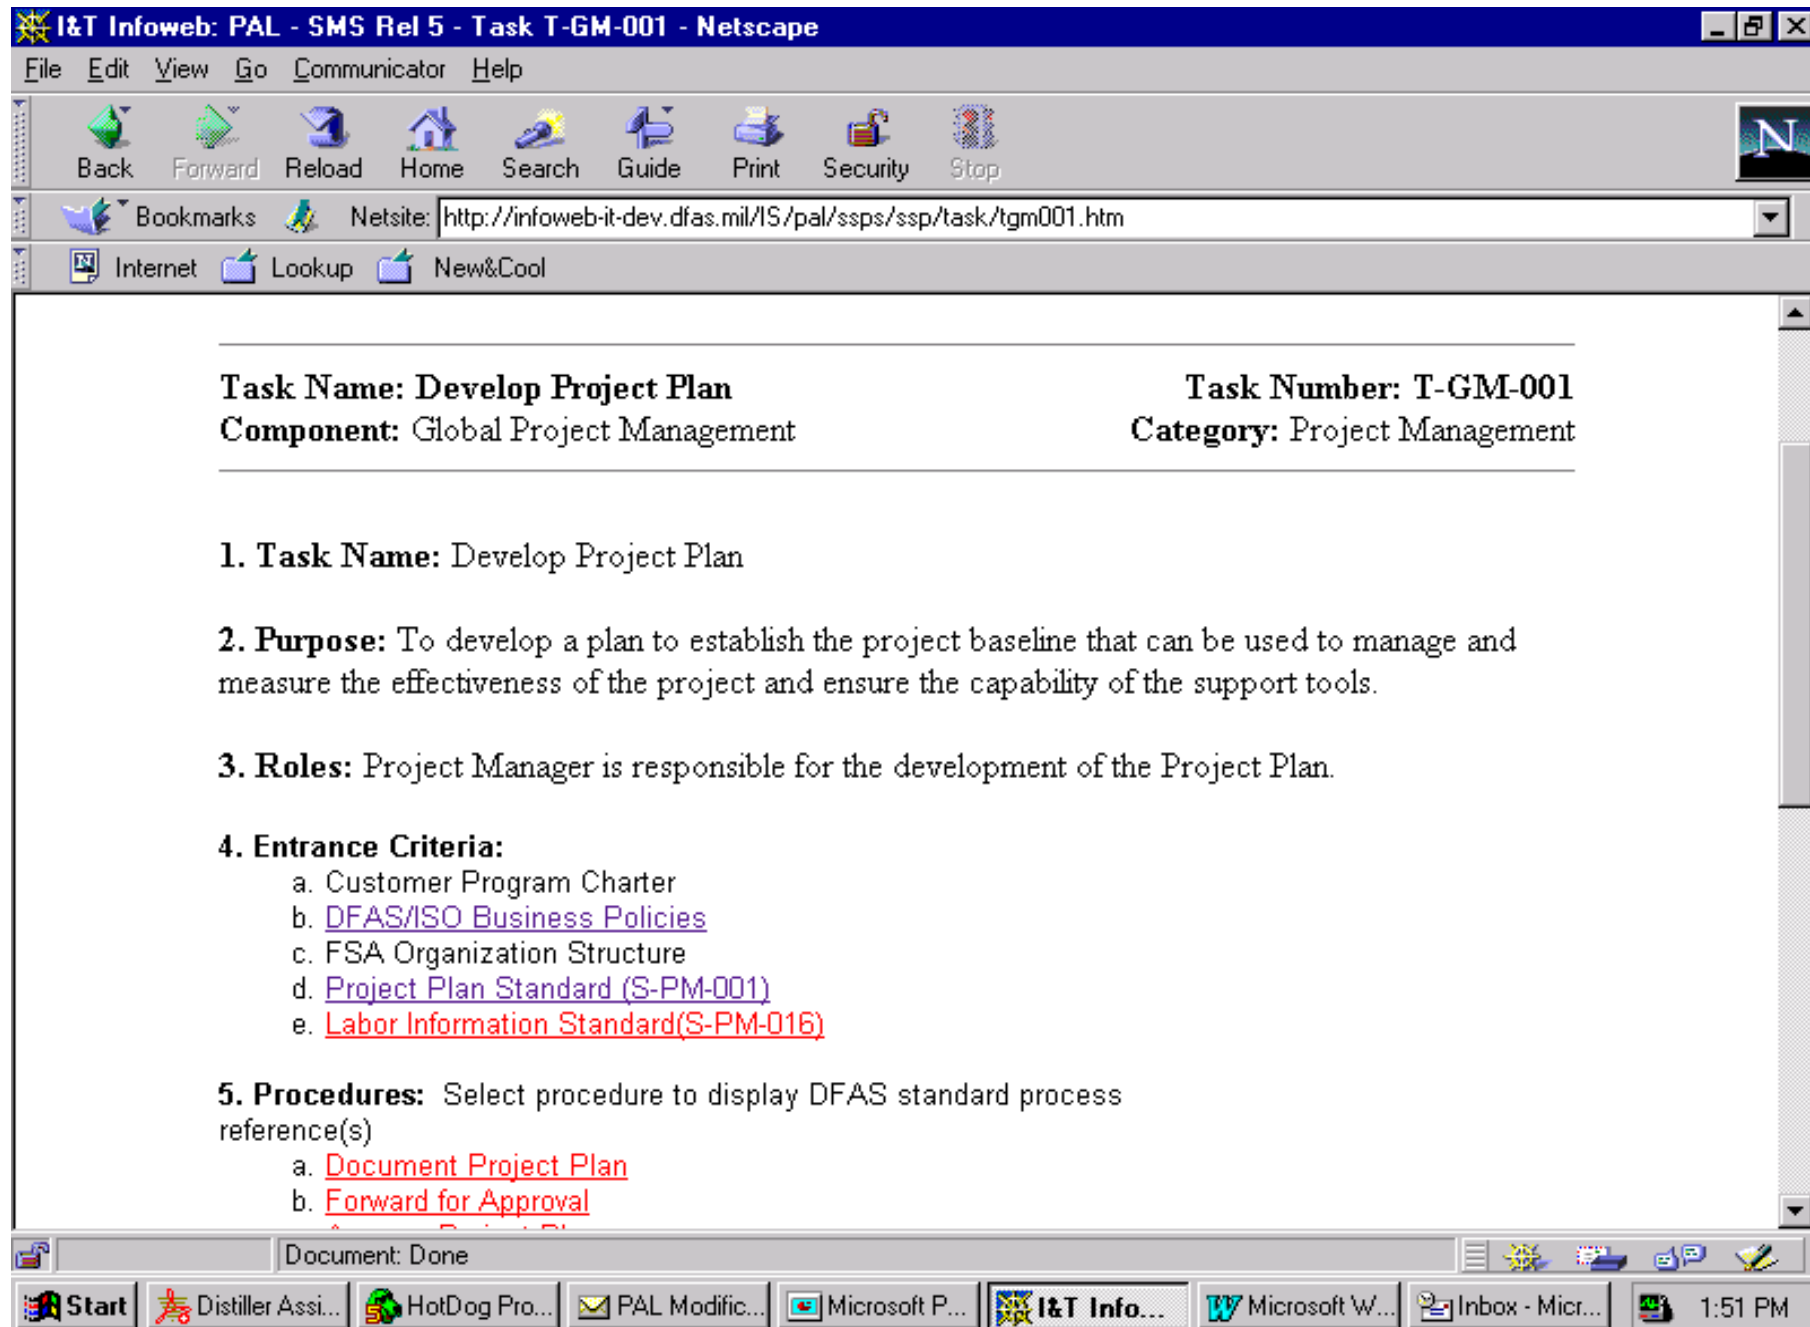 I&T Infoweb: PAL - SMS Rel 5 - Task T-GM-001 - Netscape
File Edit View Go Communicator Help
Back Forward Reload Home Search Guide Print Security Stop
N
Bookmarks Netsite: http://infoweb-it-dev.dfas.mil/IS/pal/ssps/ssp/task/tgm001.htm
Internet Lookup New&Cool
Task Name: Develop Project Plan Task Number: T-GM-001
Component: Global Project Management Category: Project Management
1. Task Name: Develop Project Plan
2. Purpose: To develop a plan to establish the project baseline that can be used to manage and
measure the effectiveness of the project and ensure the capability of the support tools.
3. Roles: Project Manager is responsible for the development of the Project Plan.
4. Entrance Criteria:
a. Customer Program Charter
b. DFAS/ISO Business Policies
c. FSA Organization Structure
d. Project Plan Standard (S-PM-001)
e. Labor Information Standard(S-PM-016)
5. Procedures: Select procedure to display DFAS standard process
reference(s)
a. Document Project Plan
b. Forward for Approval
Document: Done
Start Distiller Assi... HotDog Pro... PAL Modific... Microsoft P... I&T Info... Microsoft W... Inbox - Micr... 1:51 PM